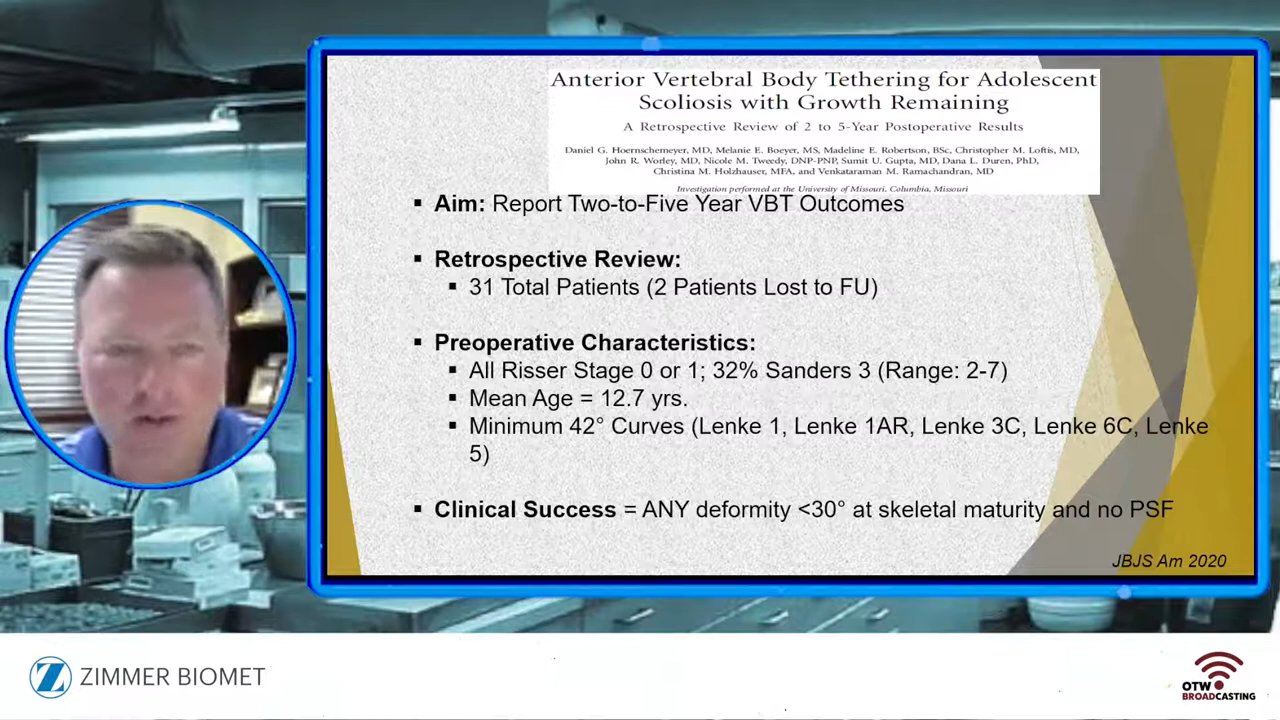 Anterior Vertebral Body Tethering for Adolescent
Scoliosis with Growth Remaining
A Retrospective Review of 2 to 5-Year Postoperative Results
Daniel G. Hoernschemeyer, MD, Melanie E. Boeyer, MS, Madeline E. Robertson, BSc, Christopher M. Loftis, MD,
John R. Worley, MD, Nicole M. Tweedy, DNP-PNP, Sumit U. Gupta, MD, Dana L. Duren, PhD,
Christina M. Holzhauser, MFA, and Venkataraman M. Ramachandran, MD
Investigation performed at the University of Missouri, Columbia, Missouri
▪ Aim: Report Two-to-Five Year VBT Outcomes
▪ Retrospective Review:
▪ 31 Total Patients (2 Patients Lost to FU)
▪ Preoperative Characteristics:
▪ All Risser Stage 0 or 1; 32% Sanders 3 (Range: 2-7)
▪ Mean Age = 12.7 yrs.
▪ Minimum 42° Curves (Lenke 1, Lenke 1AR, Lenke 3C, Lenke 6C, Lenke
5)
▪ Clinical Success = ANY deformity <30° at skeletal maturity and no PSF
JBJS Am 2020
ZIMMER BIOMET
OTW
BROADCASTING